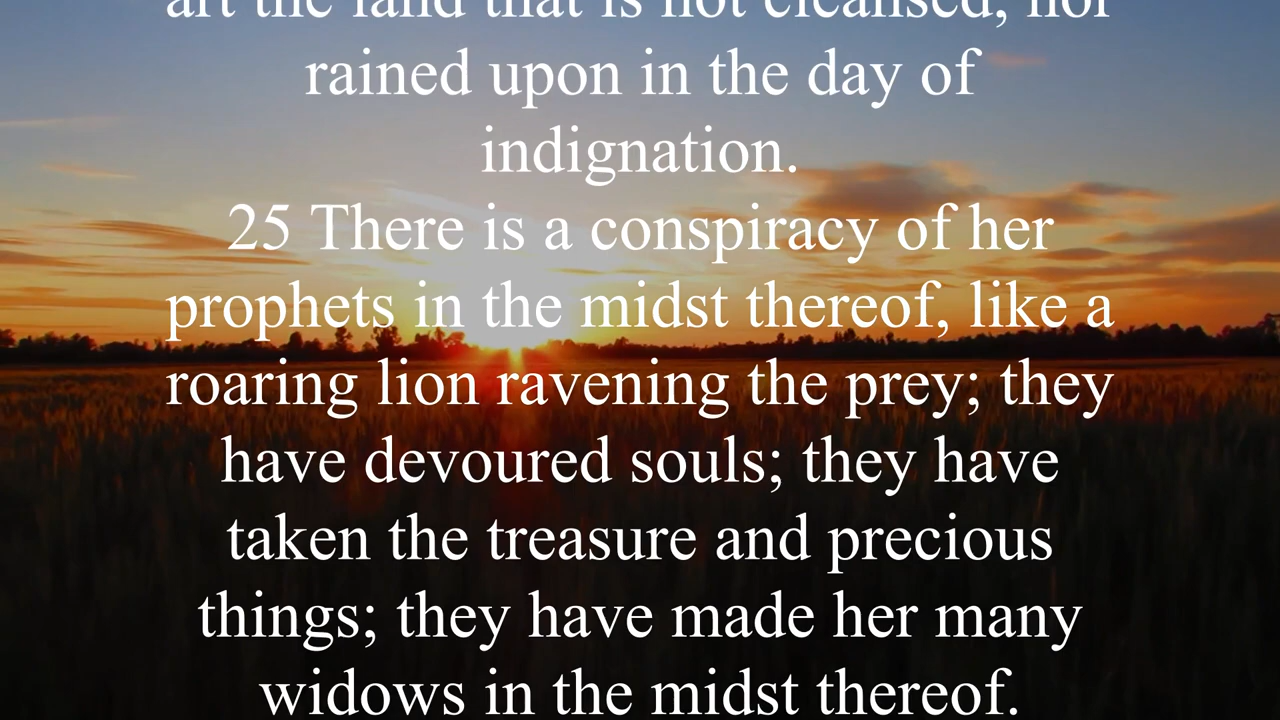 art the land that is not cleansed, nor
rained upon in the day of
indignation.
25 There is a conspiracy of her
prophets in the midst thereof, like a
roaring lion ravening the prey; they
have devoured souls; they have
taken the treasure and precious
things; they have made her many
widows in the midst thereof.